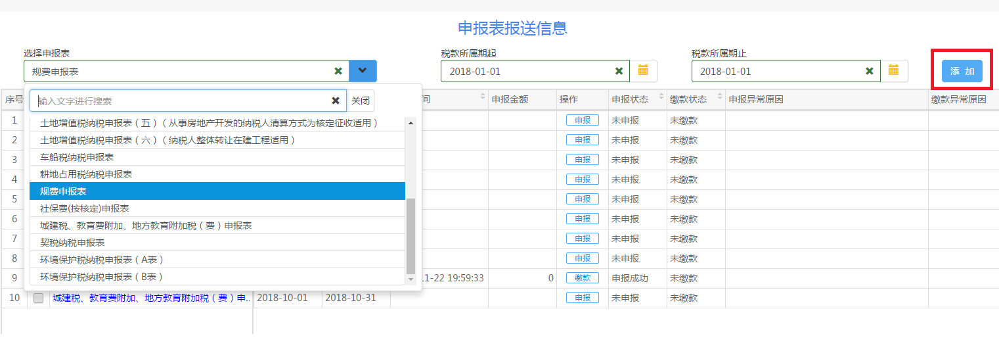 申报表报送信息
选择申报表 税款所属期起 税款所属期止
规费申报表 2018-01-01 2018-01-01 添 加
序号 间 申报金额 操作 申报状态 缴款状态 申报异常原因 缴款异常原因
输入文字进行搜索 关闭
1 土地增值税纳税申报表（五）（从事房地产开发的纳税人清算方式为核定征收适用） 申报 未申报 未缴款
2 土地增值税纳税申报表（六）（纳税人整体转让在建工程适用） 申报 未申报 未缴款
3 车船税纳税申报表 申报 未申报 未缴款
4 耕地占用税纳税申报表 申报 未申报 未缴款
5 规费申报表 申报 未申报 未缴款
6 社保费(按核定)申报表 申报 未申报 未缴款
城建税、教育费附加、地方教育附加税（费）申报表
7 契税纳税申报表 申报 未申报 未缴款
8 环境保护税纳税申报表（A表） 申报 未申报 未缴款
9 环境保护税纳税申报表（B表） 11-22 19:59:33 0 缴款 申报成功 未缴款
10 城建税、教育费附加、地方教育附加税（费）申.. 2018-10-01 2018-10-31 申报 未申报 未缴款